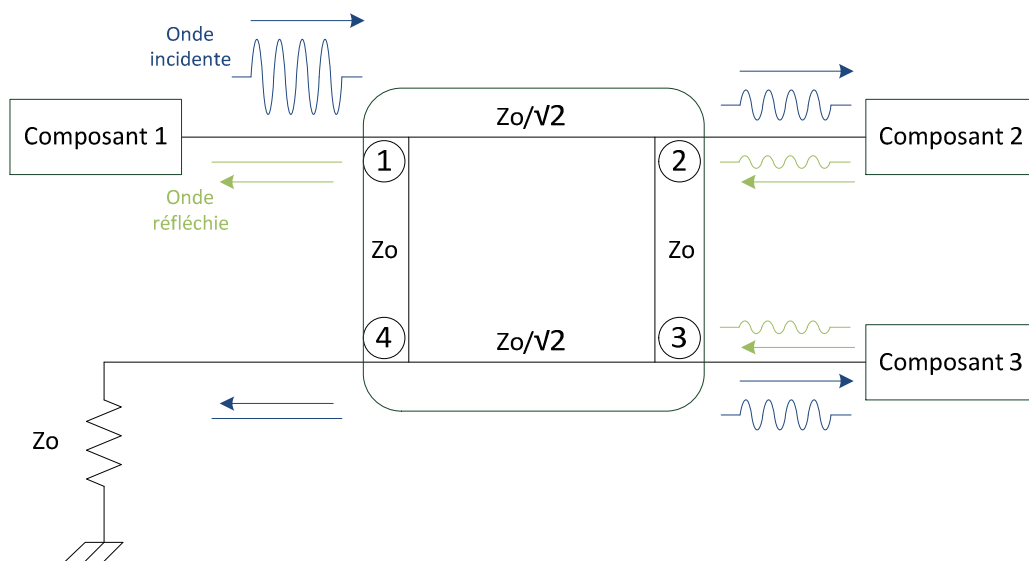 Onde
incidente
Zo/√2
Composant 1
Composant 2
1
2
Onde
réfléchie
Zo
Zo
4
Zo/√2
3
Composant 3
Zo